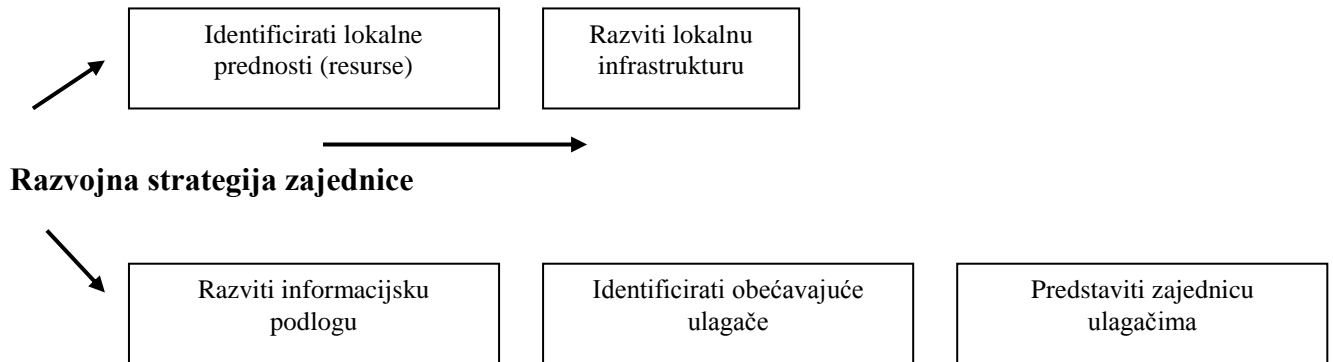 Identificirati lokalne
prednosti (resurse)
Razviti lokalnu
infrastrukturu
Razvojna strategija zajednice
Razviti informacijsku
podlogu
Identificirati obećavajuće
ulagače
Predstaviti zajednicu
ulagačima